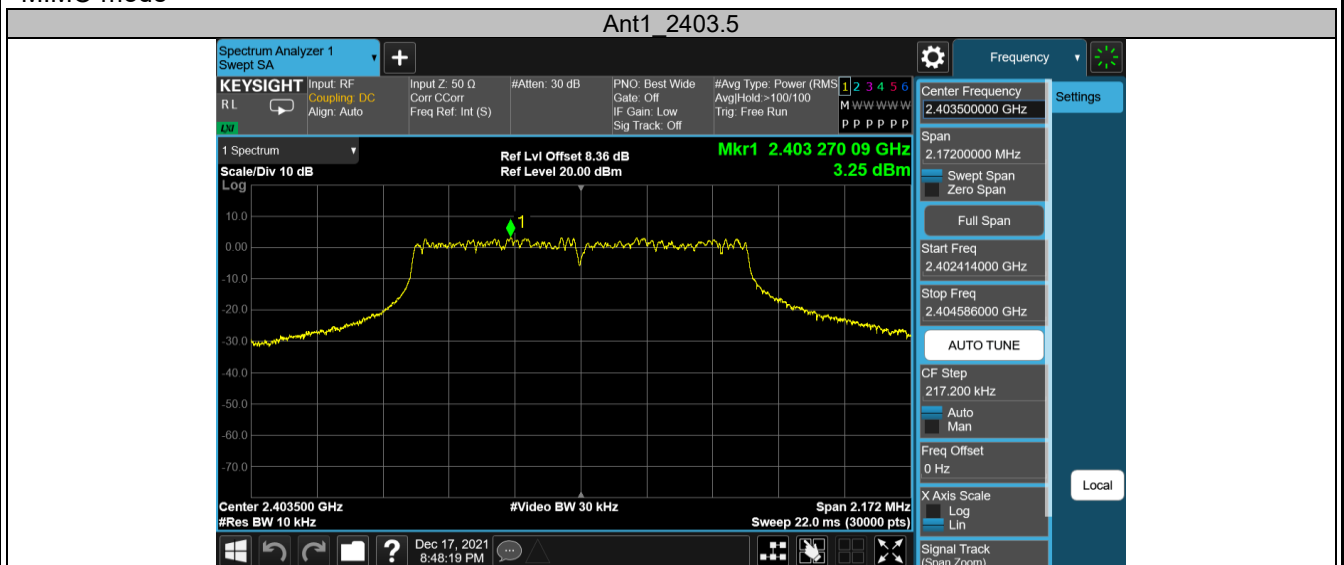 Ant1_2403.5
Spectrum Analyzer 1
Swept SA
+
Frequency
KEYSIGHT
RL
LXI
Input: RF
Coupling: DC
Align: Auto
Input Z: 50 Ω
Corr CCorr
Freq Ref: Int (S)
#Atten: 30 dB
PNO: Best Wide
Gate: Off
IF Gain: Low
Sig Track: Off
#Avg Type: Power (RMS
Avg|Hold:>100/100
Trig: Free Run
1 2 3 4 5 6
M W W W W W
P P P P P P
1 Spectrum
Scale/Div 10 dB
Ref Lvl Offset 8.36 dB
Ref Level 20.00 dBm
Mkr1 2.403 270 09 GHz
3.25 dBm
Log
10.0
0.00
-10.0
-20.0
-30.0
-40.0
-50.0
-60.0
-70.0
1
Center 2.403500 GHz
#Res BW 10 kHz
#Video BW 30 kHz
Span 2.172 MHz
Sweep 22.0 ms (30000 pts)
Center Frequency
2.403500000 GHz
Settings
Span
2.17200000 MHz
Swept Span
Zero Span
Full Span
Start Freq
2.402414000 GHz
Stop Freq
2.404586000 GHz
AUTO TUNE
CF Step
217.200 kHz
Auto
Man
Freq Offset
0 Hz
X Axis Scale
Log
Lin
Local
Signal Track
(Span Zoom)
?
Dec 17, 2021
8:48:19 PM